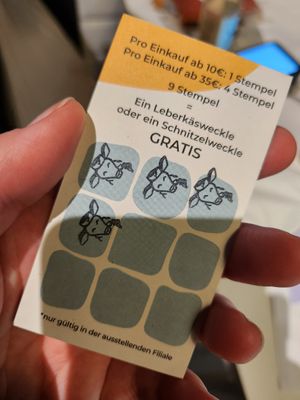 Pro Einkauf ab 10€: 1 Stempel
Pro Einkauf ab 35€: 4 Stempel
9 Stempel
=
Ein Leberkäsweckle
oder ein Schnitzelweckle
GRATIS
*nur gültig in der ausstellenden Filiale